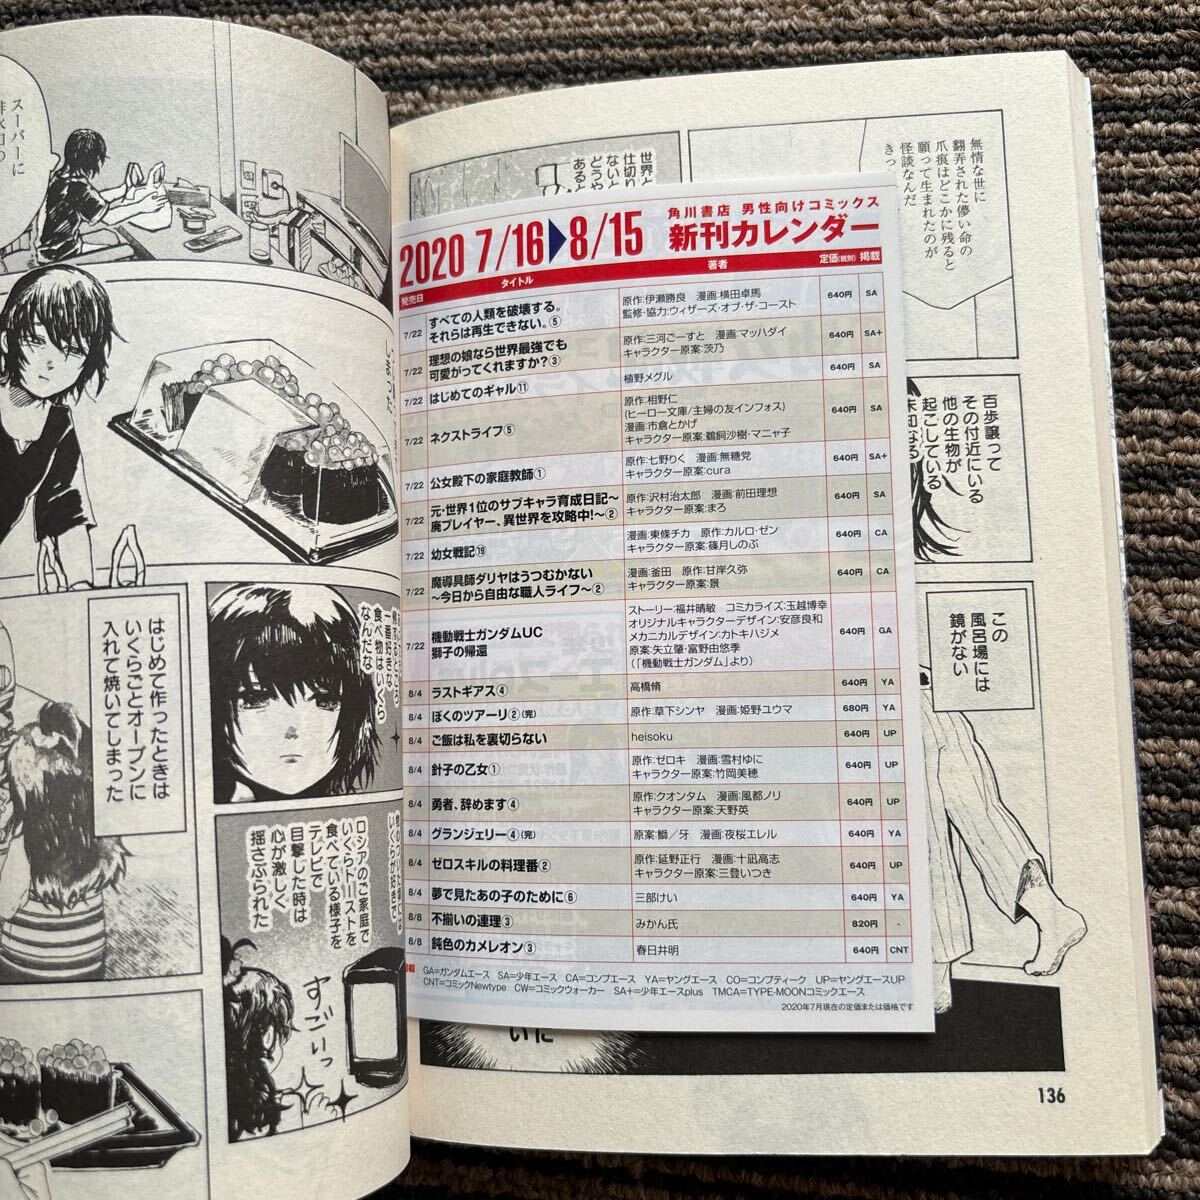 スーパーに
はじめて作ったときは
いくらごとオーブンに
入れて焼いてしまった
一番好きな
食べ物はいくら
なんだな
ロシアのご家庭で
いくらトーストを
食べている様子を
テレビで
目撃した時は
心が激しく
揺さぶられた
すごいっ
無情な世に
翻弄された儚い命の
爪痕はどこかに残ると
願って生まれたのが
怪談なんだ
きっ
世界と
仕切り
ないと
どうや
あると
百歩譲って
その付近にいる
他の生物が
起こしている
未知なる
この
風呂場には
鏡がない
いた
136
2020 7/16▶8/15
角川書店 男性向けコミックス
新刊カレンダー
発売日 タイトル 著者 定価(税別) 掲載
7/22 すべての人類を破壊する。
それらは再生できない。⑤ 原作:伊瀬勝良 漫画:横田卓馬
監修・協力:ウィザーズ・オブ・ザ・コースト 640円 SA
7/22 理想の娘なら世界最強でも
可愛がってくれますか?③ 原作:三河ごーすと 漫画:マッハダイ
キャラクター原案:茨乃 640円 SA+
7/22 はじめてのギャル⑪ 植野メグル 640円 SA
7/22 ネクストライフ⑤ 原作:相野仁
(ヒーロー文庫/主婦の友インフォス)
漫画:市倉とかげ
キャラクター原案:鵜飼沙樹・マニャ子 640円 SA
7/22 公女殿下の家庭教師① 原作:七野りく 漫画:無糖党
キャラクター原案:cura 640円 SA+
7/22 元・世界1位のサブキャラ育成日記〜
廃プレイヤー、異世界を攻略中!〜② 原作:沢村治太郎 漫画:前田理想
キャラクター原案:まろ 640円 SA
7/22 幼女戦記⑲ 漫画:東條チカ 原作:カルロ・ゼン
キャラクター原案:篠月しのぶ 640円 CA
7/22 魔導具師ダリヤはうつむかない
〜今日から自由な職人ライフ〜② 漫画:釜田 原作:甘岸久弥
キャラクター原案:景 640円 CA
7/22 機動戦士ガンダムUC
獅子の帰還 ストーリー:福井晴敏 コミカライズ:玉越博幸
オリジナルキャラクターデザイン:安彦良和
メカニカルデザイン:カトキハジメ
原案:矢立肇・富野由悠季
(「機動戦士ガンダム」より) 640円 GA
8/4 ラストギアス④ 高橋脩 640円 YA
8/4 ぼくのツアーリ②(完) 原作:草下シンヤ 漫画:姫野ユウマ 680円 YA
8/4 ご飯は私を裏切らない heisoku 640円 UP
8/4 針子の乙女① 原作:ゼロキ 漫画:雪村ゆに
キャラクター原案:竹岡美穂 640円 UP
8/4 勇者、辞めます④ 原作:クオンタム 漫画:風都ノリ
キャラクター原案:天野英 640円 UP
8/4 グランジェリー④(完) 原案:鰤/牙 漫画:夜桜エレル 640円 YA
8/4 ゼロスキルの料理番② 原作:延野正行 漫画:十凪高志
キャラクター原案:三登いつき 640円 UP
8/4 夢で見たあの子のために⑥ 三部けい 640円 YA
8/8 不揃いの連理③ みかん氏 820円 -
8/8 鈍色のカメレオン③ 春日井明 640円 CNT
GA=ガンダムエース SA=少年エース CA=コンプエース YA=ヤングエース CO=コンプティーク UP=ヤングエースUP
CNT=コミックNewtype CW=コミックウォーカー SA+=少年エースplus TMCA=TYPE-MOONコミックエース
2020年7月現在の定価または価格です